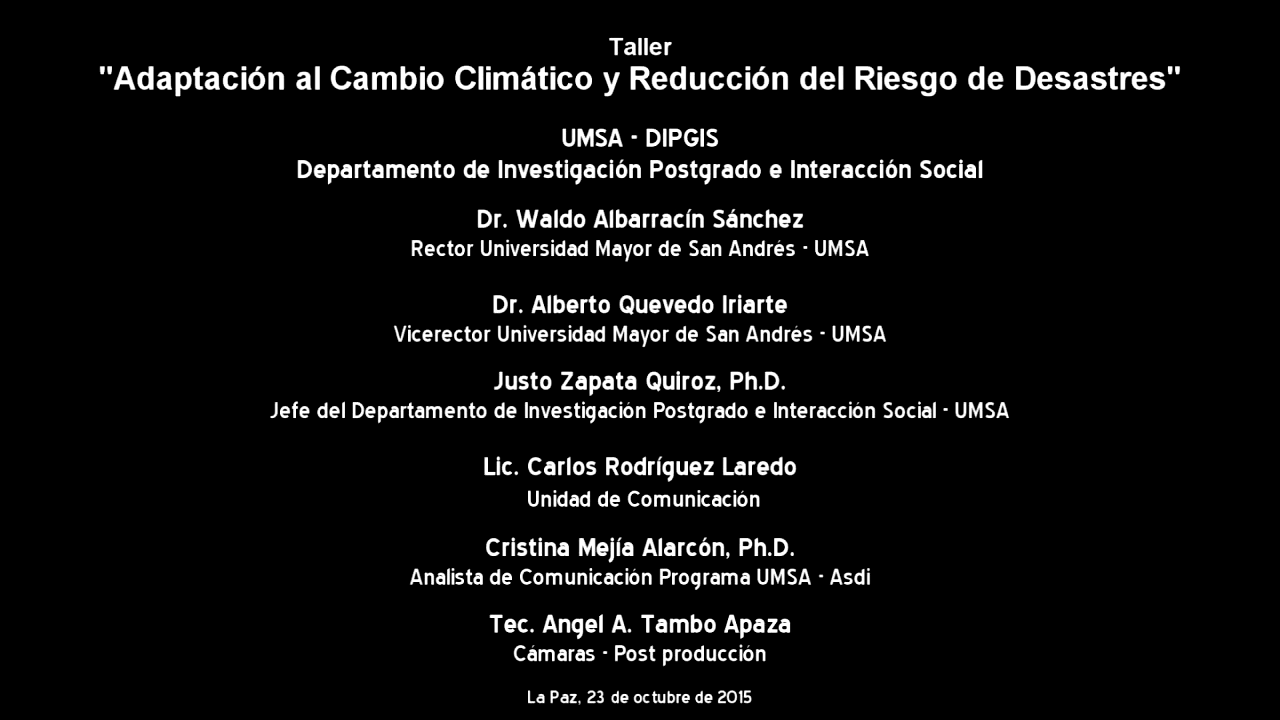 Taller
"Adaptación al Cambio Climático y Reducción del Riesgo de Desastres"
UMSA - DIPGIS
Departamento de Investigación Postgrado e Interacción Social
Dr. Waldo Albarracín Sánchez
Rector Universidad Mayor de San Andrés - UMSA
Dr. Alberto Quevedo Iriarte
Vicerector Universidad Mayor de San Andrés - UMSA
Justo Zapata Quiroz, Ph.D.
Jefe del Departamento de Investigación Postgrado e Interacción Social - UMSA
Lic. Carlos Rodríguez Laredo
Unidad de Comunicación
Cristina Mejía Alarcón, Ph.D.
Analista de Comunicación Programa UMSA - Asdi
Tec. Angel A. Tambo Apaza
Cámaras - Post producción
La Paz, 23 de octubre de 2015